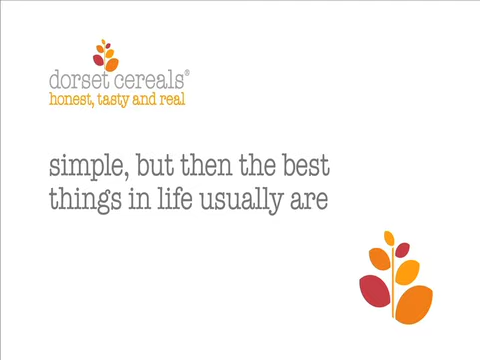 dorset cereals®
honest, tasty and real
simple, but then the best
things in life usually are